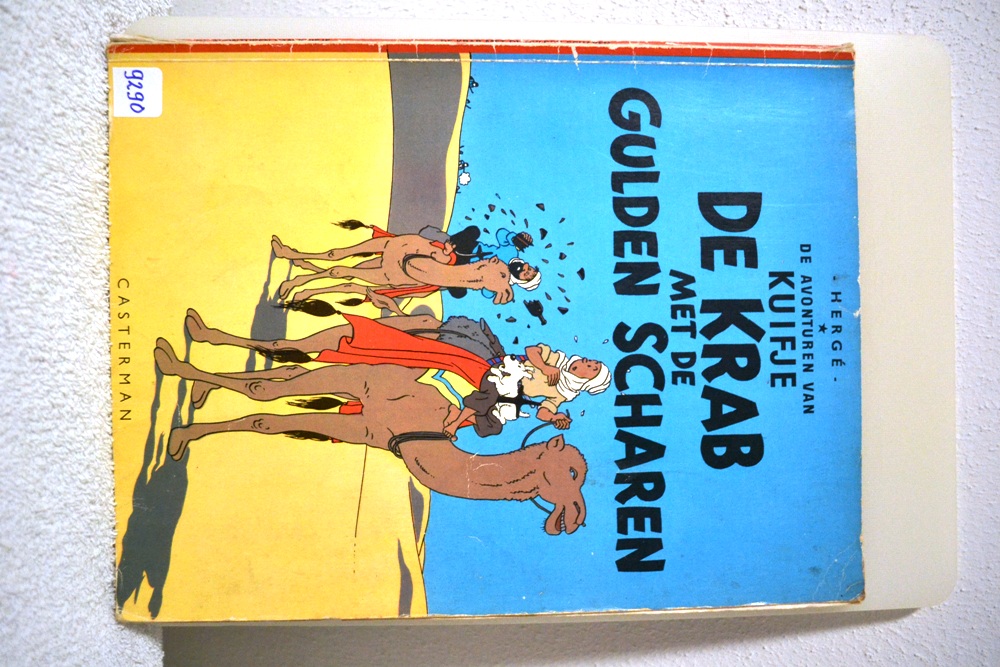 - HERGÉ -
DE AVONTUREN VAN
KUIFJE
DE KRAB
MET DE
GULDEN SCHAREN
CASTERMAN
9290